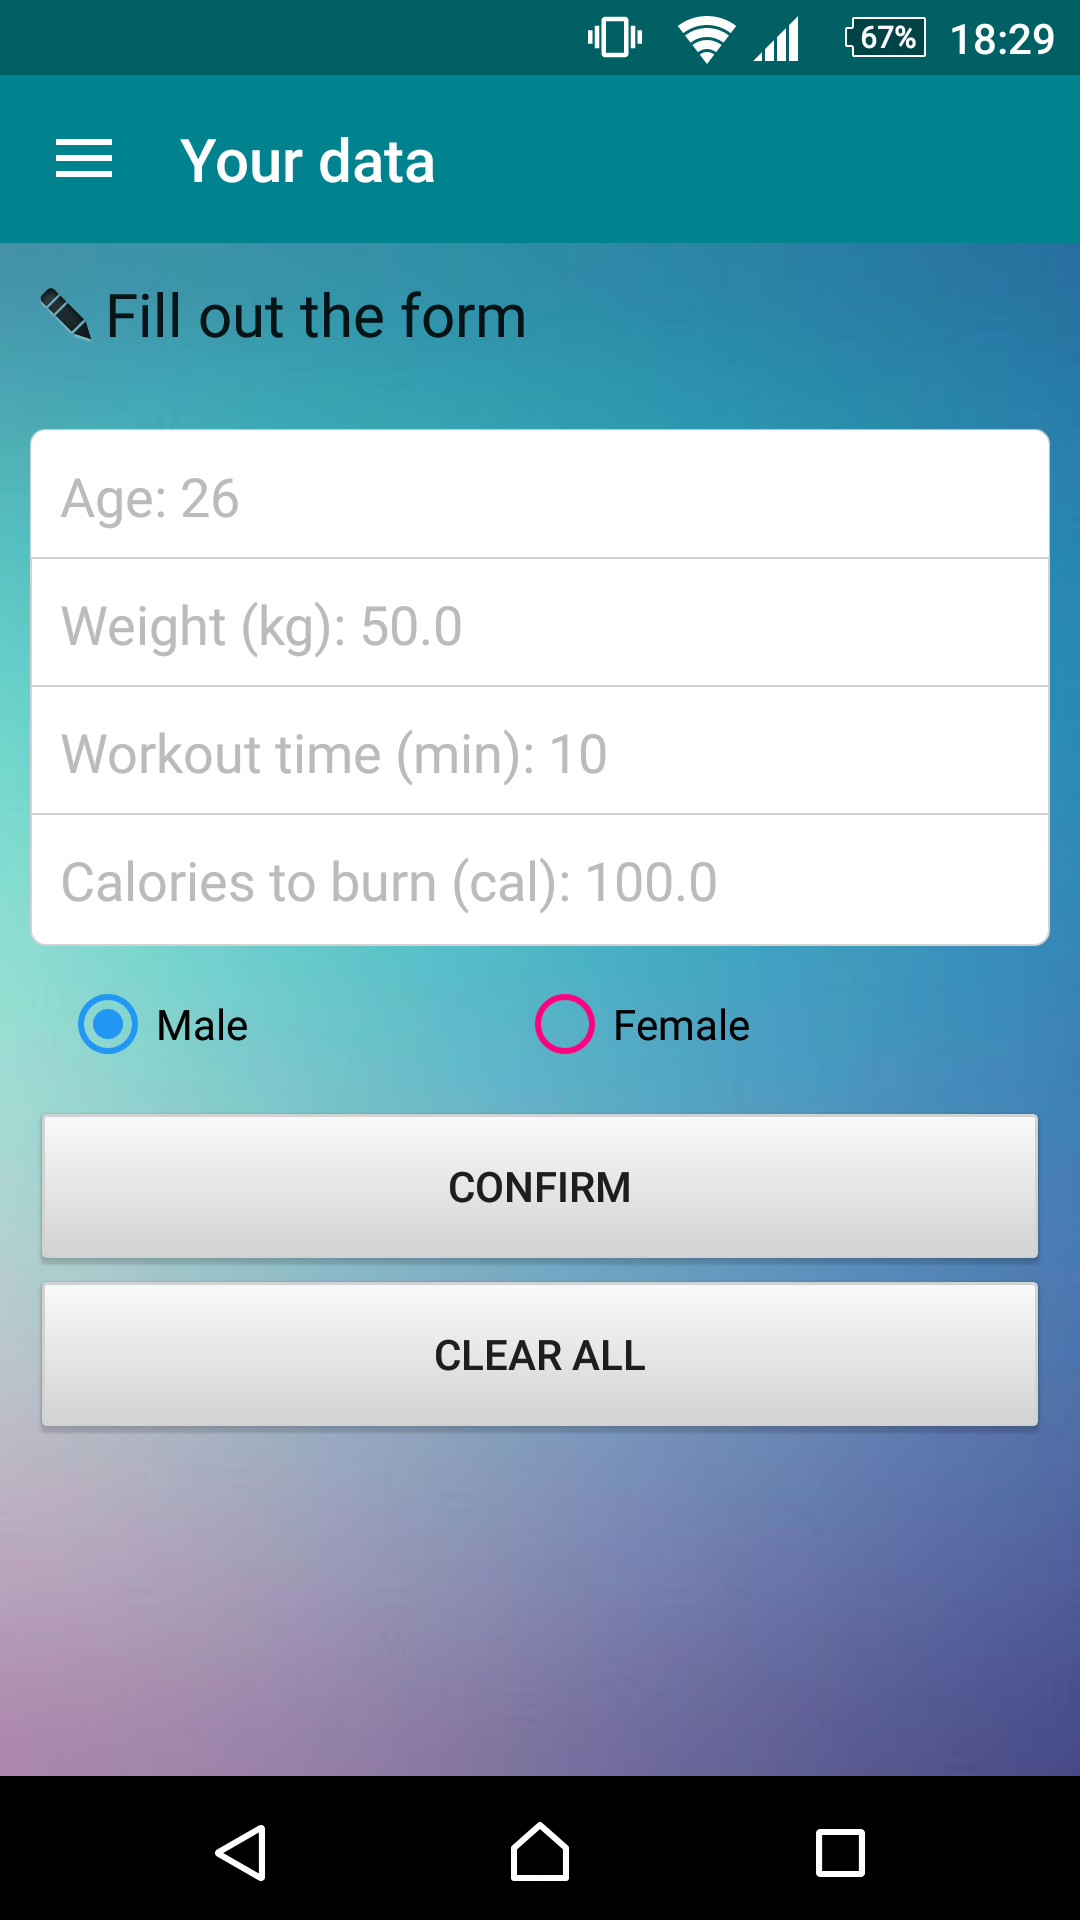 67% 18:29
Your data
Fill out the form
Age: 26
Weight (kg): 50.0
Workout time (min): 10
Calories to burn (cal): 100.0
Male Female
CONFIRM
CLEAR ALL